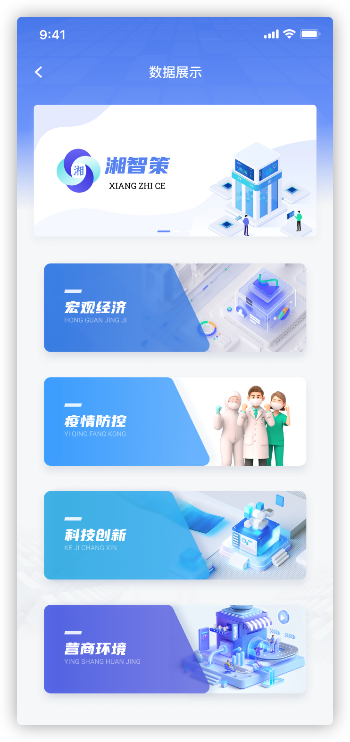 9:41
数据展示
湘
湘智策
XIANG ZHI CE
宏观经济
HONG GUAN JING JI
疫情防控
YI QING FANG KONG
科技创新
KE JI CHANG XIN
营商环境
YING SHANG HUAN JING